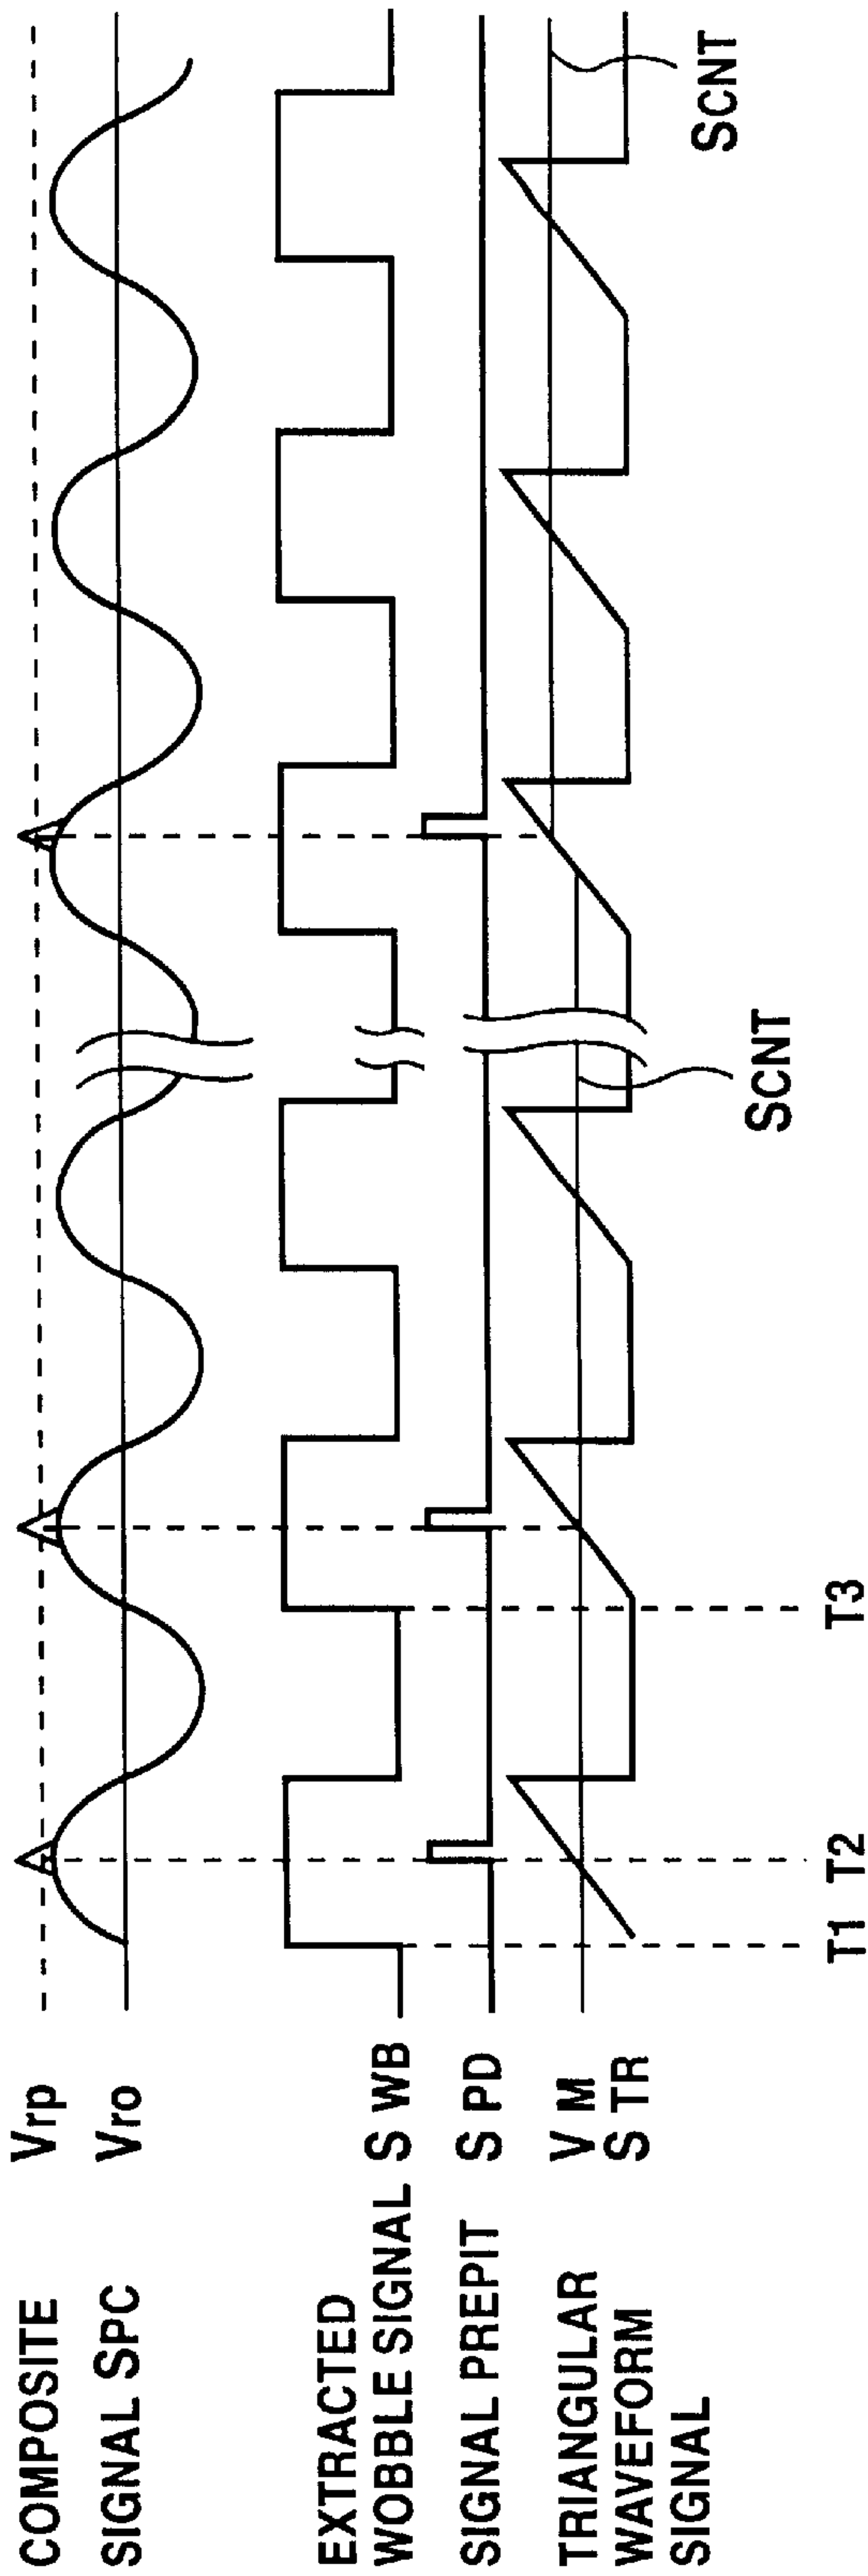 COMPOSITE Vrp
SIGNAL SPC Vro
EXTRACTED
WOBBLE SIGNAL S WB
SIGNAL PREPIT S PD
TRIANGULAR V M
WAVEFORM S TR
SIGNAL
SCNT
SCNT
T1 T2 T3